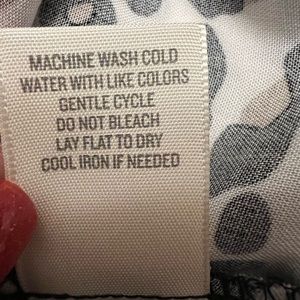 MACHINE WASH COLD
WATER WITH LIKE COLORS
GENTLE CYCLE
DO NOT BLEACH
LAY FLAT TO DRY
COOL IRON IF NEEDED